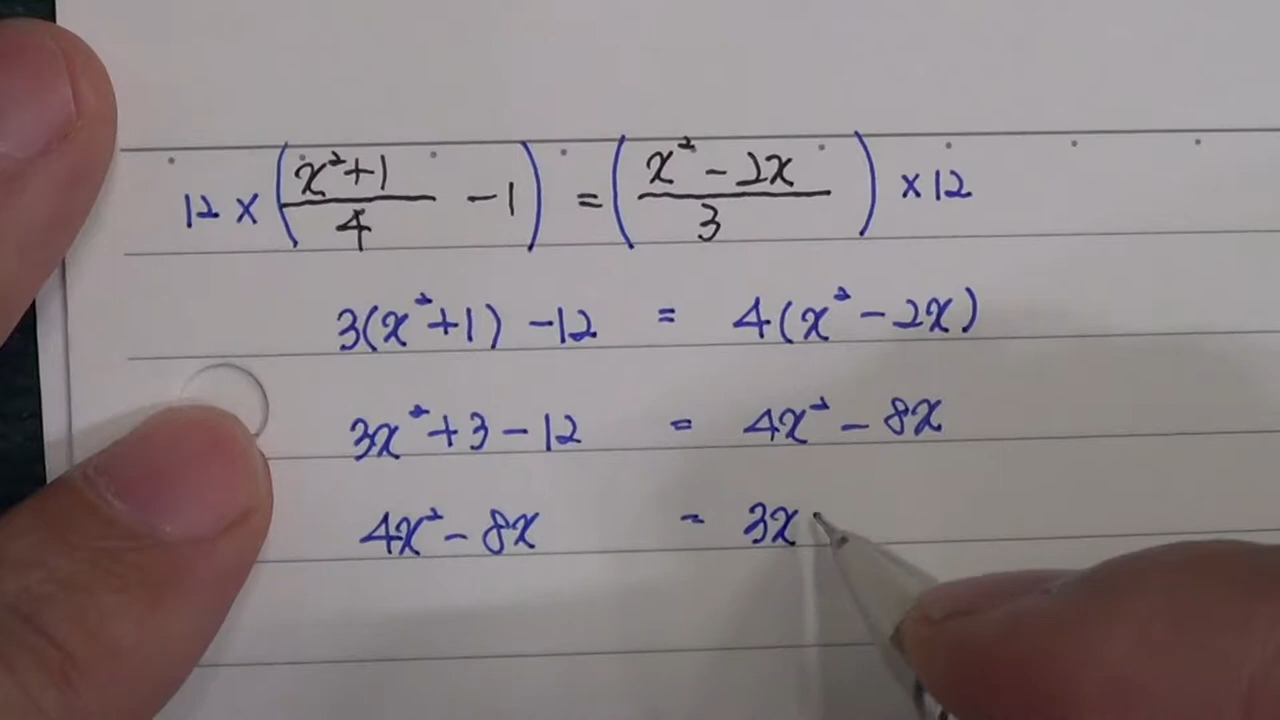 12 × ( (x²+1)/4 − 1 ) = ( (x² − 2x)/3 ) × 12
3(x²+1) − 12 = 4(x² − 2x)
3x² + 3 − 12 = 4x² − 8x
4x² − 8x = 3x